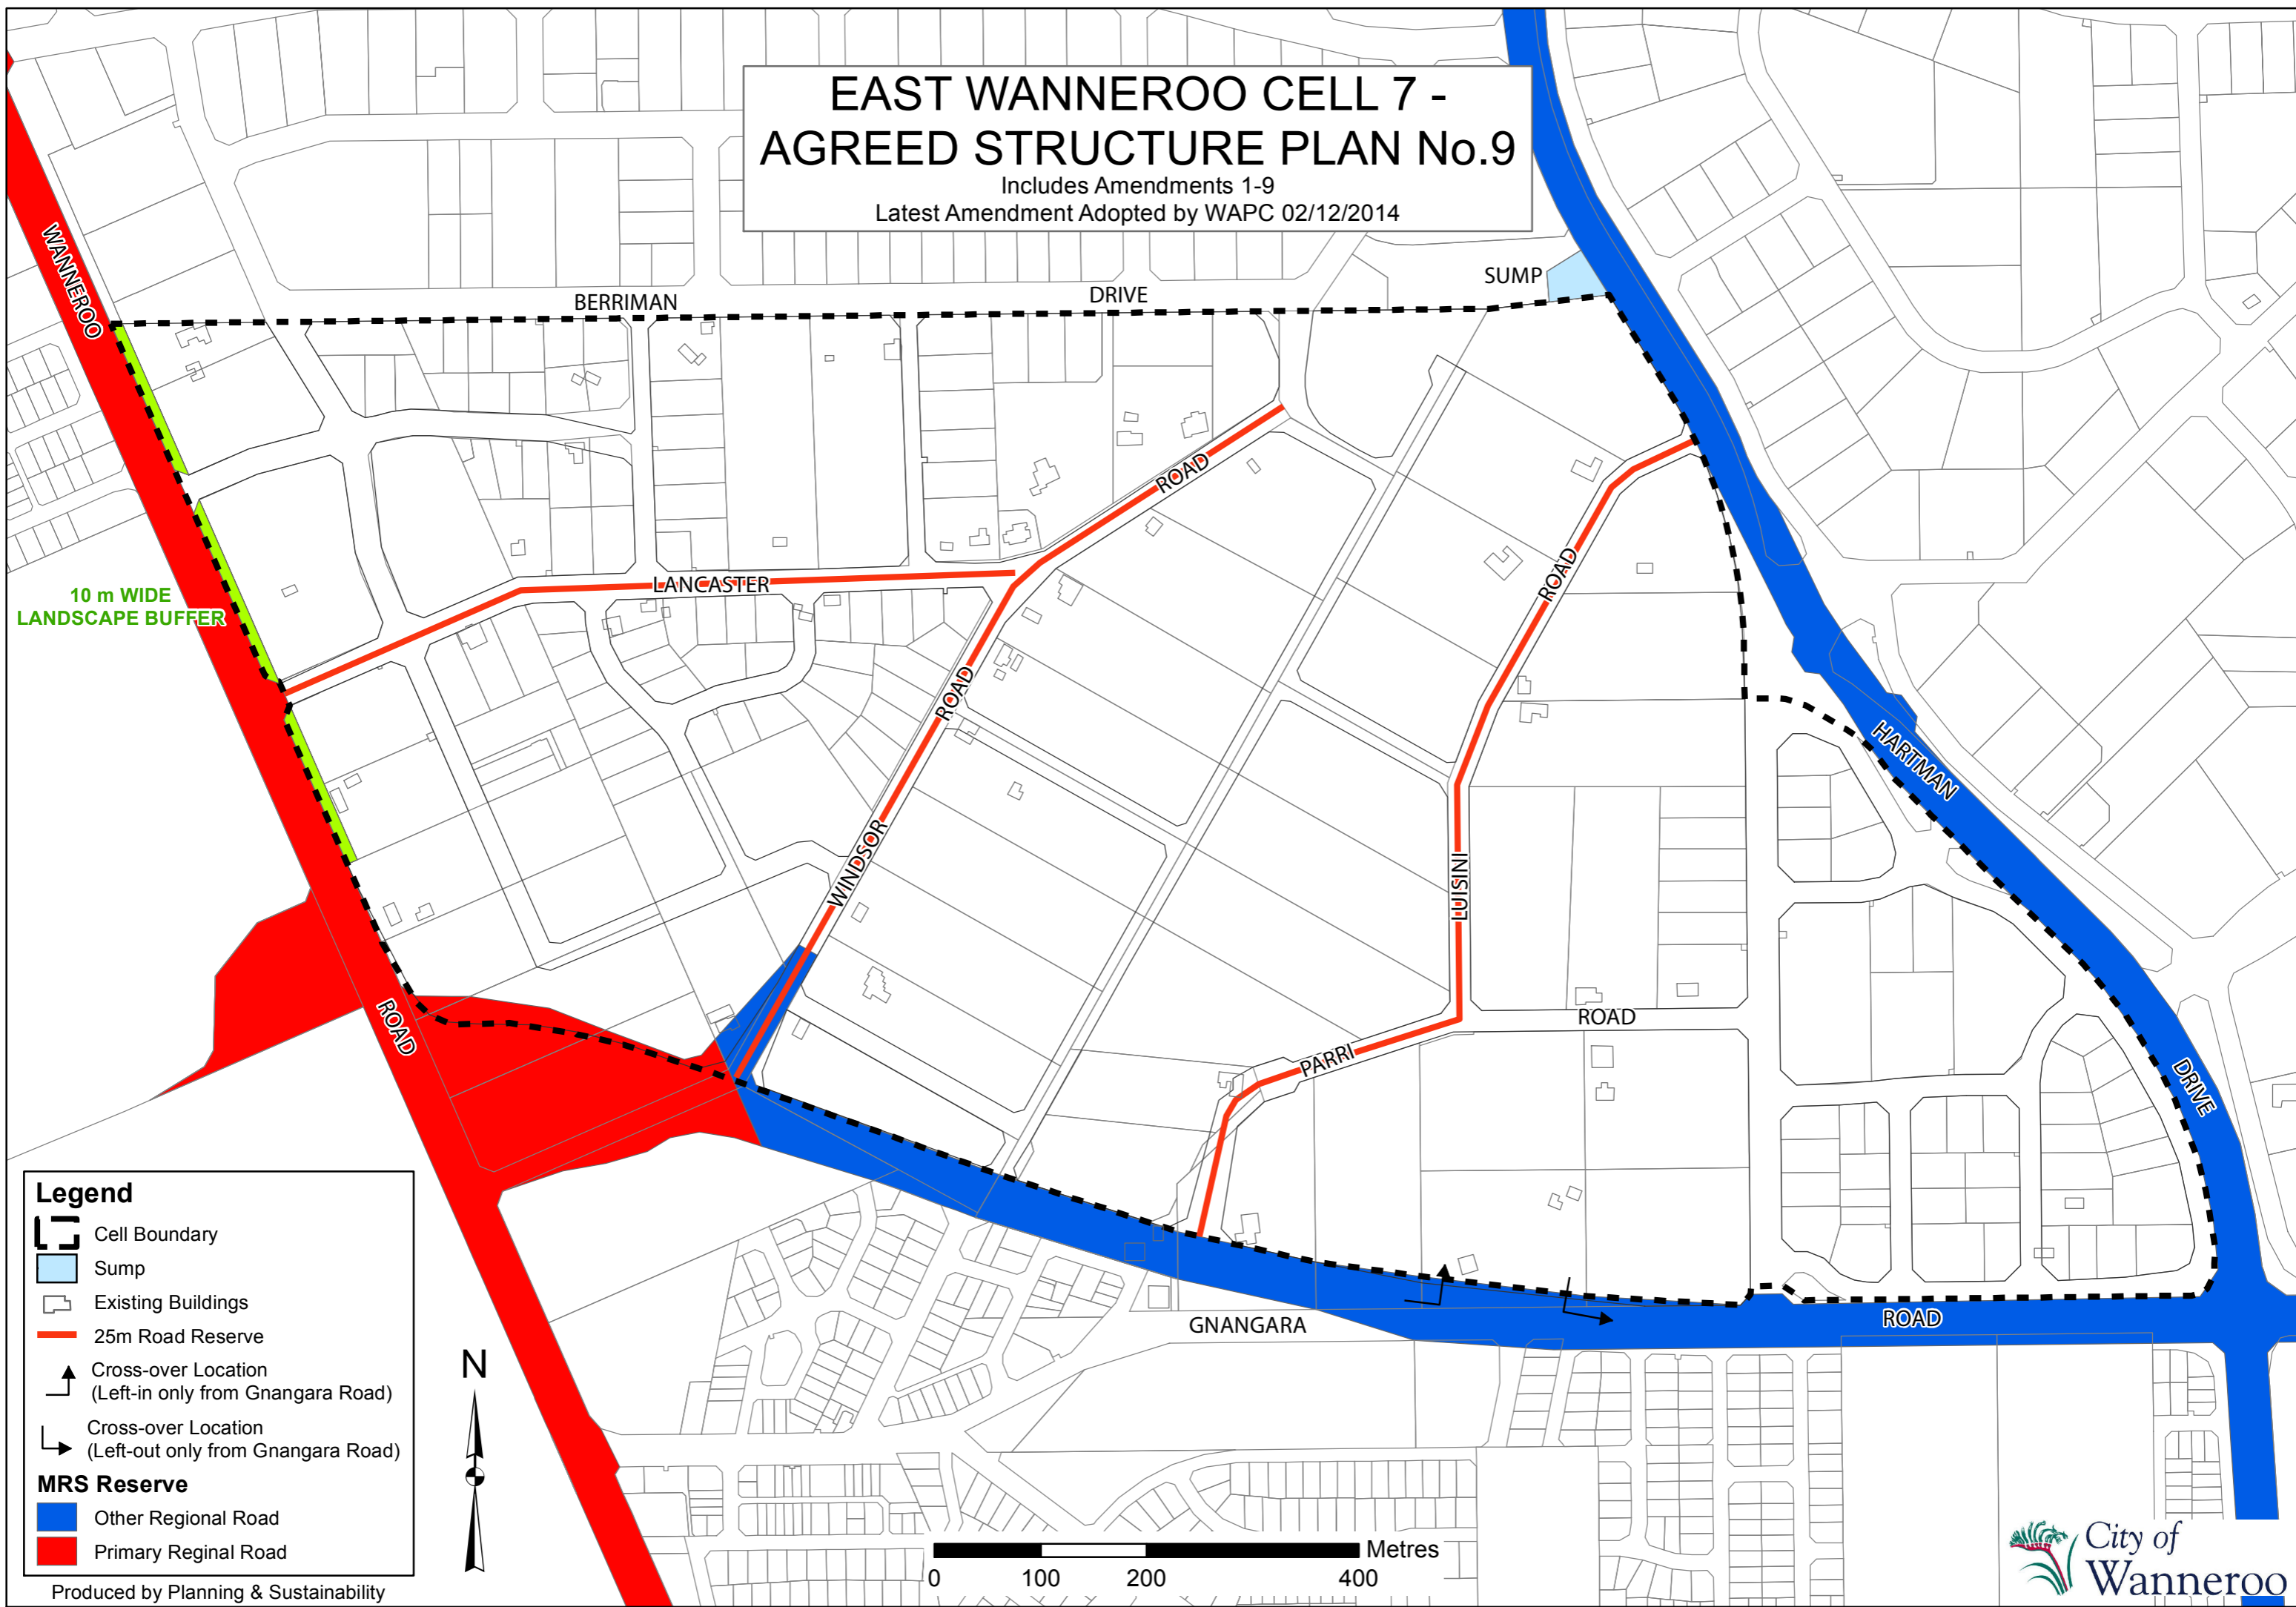 EAST WANNEROO CELL 7 -
AGREED STRUCTURE PLAN No.9
Includes Amendments 1-9
Latest Amendment Adopted by WAPC 02/12/2014
WANNEROO
BERRIMAN
DRIVE
SUMP
ROAD
10 m WIDE
LANDSCAPE BUFFER
LANCASTER
ROAD
ROAD
HARTMAN
WINDSOR
LUISINI
ROAD
ROAD
PARRI
DRIVE
GNANGARA
ROAD
Legend
Cell Boundary
Sump
Existing Buildings
25m Road Reserve
Cross-over Location
(Left-in only from Gnangara Road)
Cross-over Location
(Left-out only from Gnangara Road)
MRS Reserve
Other Regional Road
Primary Reginal Road
Produced by Planning & Sustainability
N
Metres
0 100 200 400
City of
Wanneroo